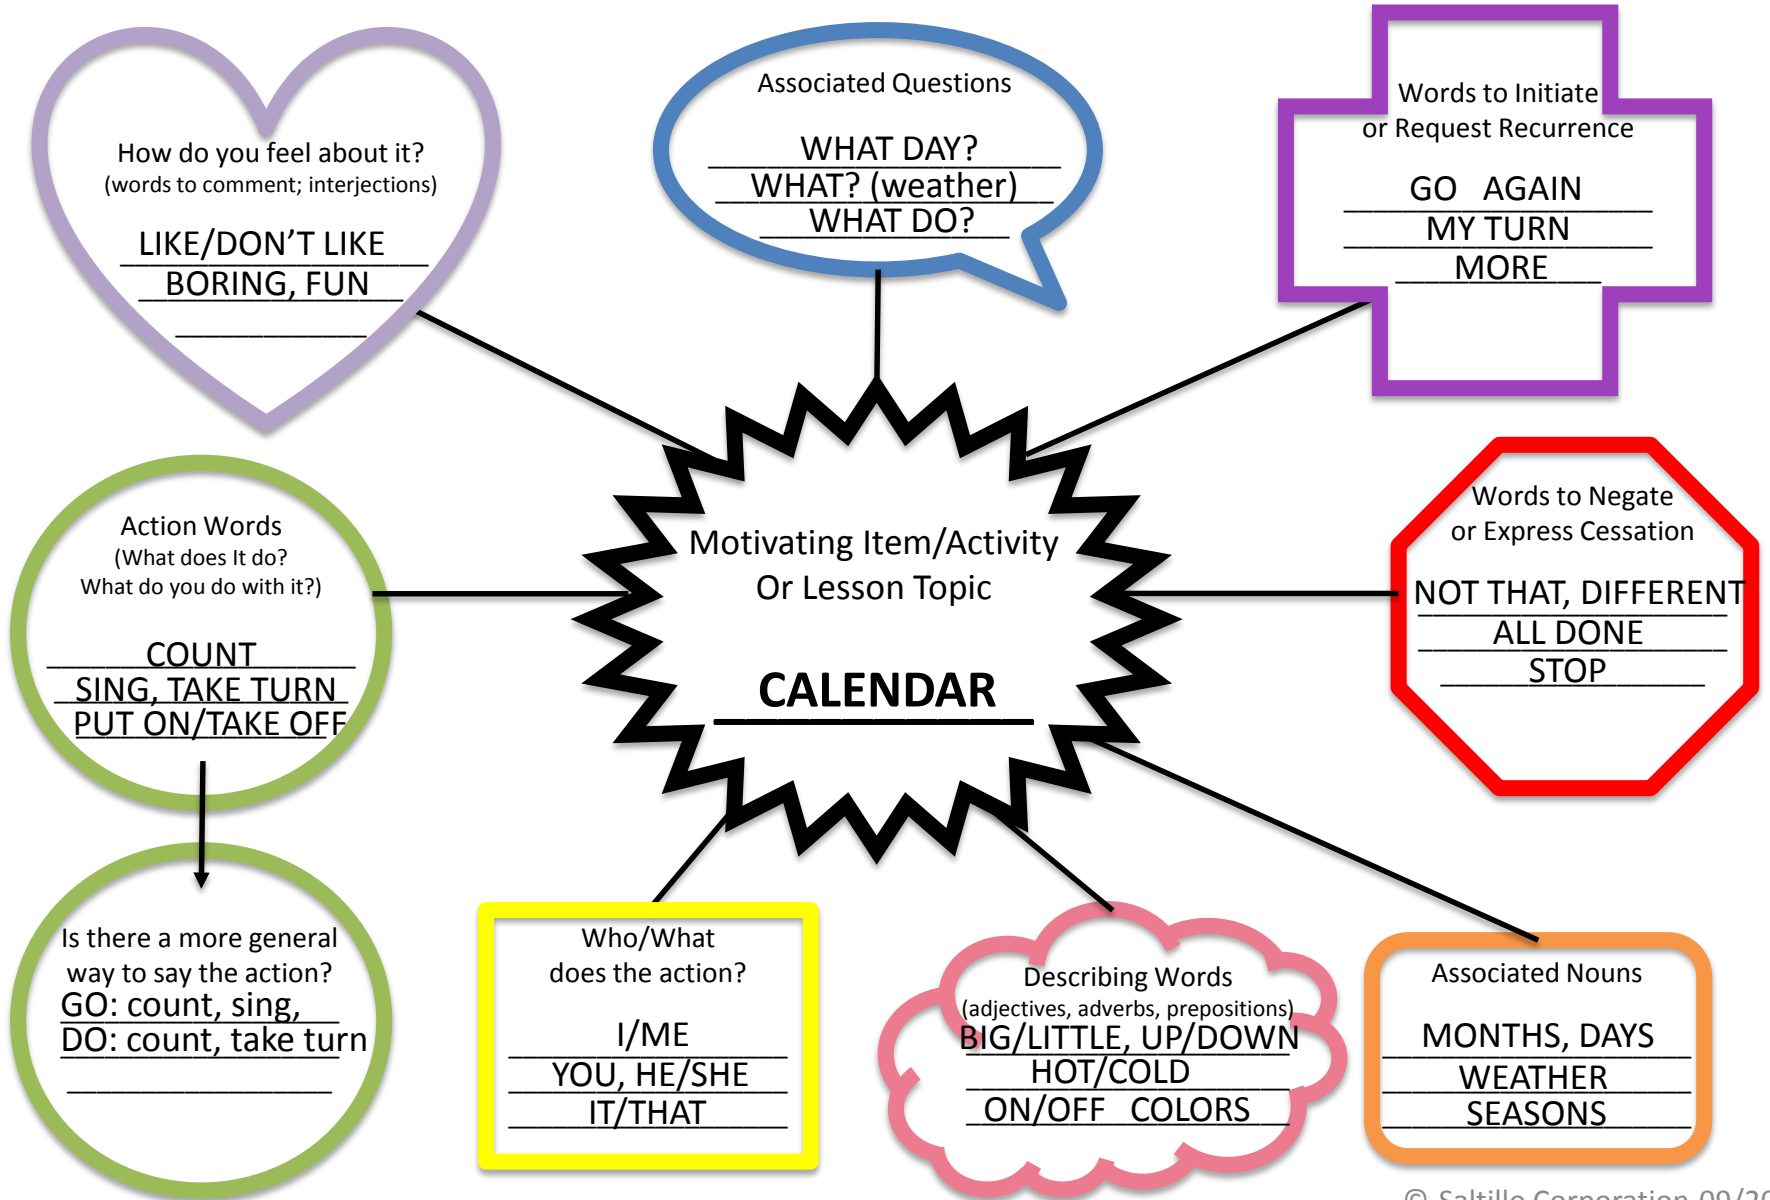 How do you feel about it?
(words to comment; interjections)
LIKE/DON'T LIKE
BORING, FUN
Associated Questions
WHAT DAY?
WHAT? (weather)
WHAT DO?
Words to Initiate
or Request Recurrence
GO AGAIN
MY TURN
MORE
Action Words
(What does It do?
What do you do with it?)
COUNT
SING, TAKE TURN
PUT ON/TAKE OFF
Motivating Item/Activity
Or Lesson Topic
CALENDAR
Words to Negate
or Express Cessation
NOT THAT, DIFFERENT
ALL DONE
STOP
Is there a more general
way to say the action?
GO: count, sing,
DO: count, take turn
Who/What
does the action?
I/ME
YOU, HE/SHE
IT/THAT
Describing Words
(adjectives, adverbs, prepositions)
BIG/LITTLE, UP/DOWN
HOT/COLD
ON/OFF COLORS
Associated Nouns
MONTHS, DAYS
WEATHER
SEASONS
© Saltillo Corporation